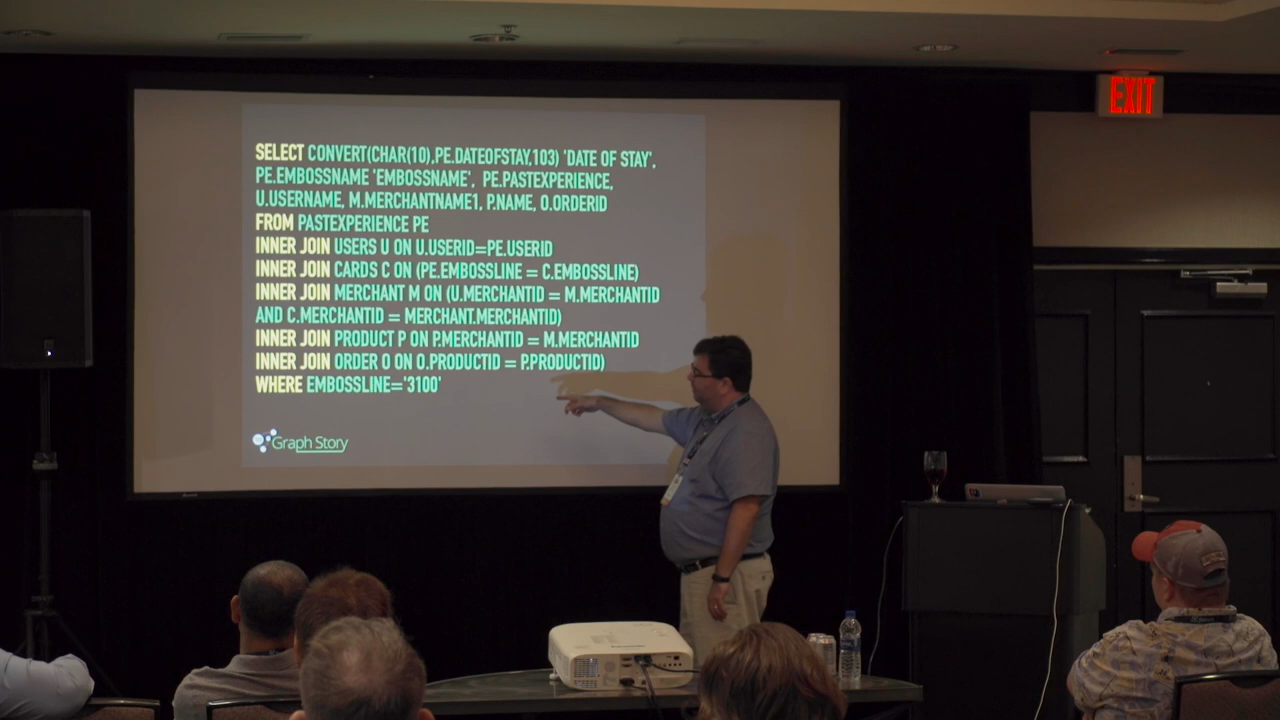 EXIT
SELECT CONVERT(CHAR(10),PE.DATEOFSTAY,103) 'DATE OF STAY',
PE.EMBOSSNAME 'EMBOSSNAME', PE.PASTEXPERIENCE,
U.USERNAME, M.MERCHANTNAME1, P.NAME, O.ORDERID
FROM PASTEXPERIENCE PE
INNER JOIN USERS U ON U.USERID=PE.USERID
INNER JOIN CARDS C ON (PE.EMBOSSLINE = C.EMBOSSLINE)
INNER JOIN MERCHANT M ON (U.MERCHANTID = M.MERCHANTID
AND C.MERCHANTID = MERCHANT.MERCHANTID)
INNER JOIN PRODUCT P ON P.MERCHANTID = M.MERCHANTID
INNER JOIN ORDER O ON O.PRODUCTID = P.PRODUCTID)
WHERE EMBOSSLINE='3100'
Graph Story